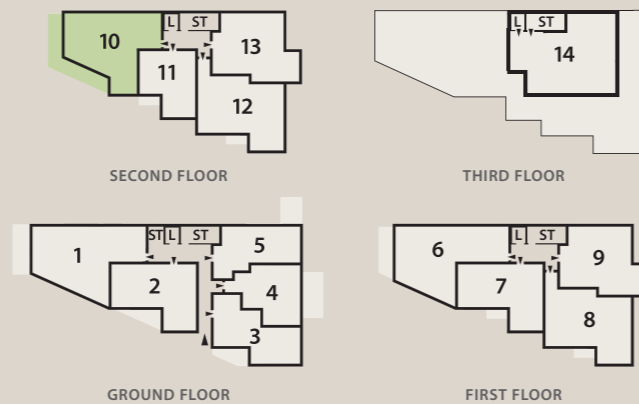 L ST
10 13
11
12
SECOND FLOOR
L ST
14
THIRD FLOOR
ST L ST
1 5
2 4
3
GROUND FLOOR
L ST
6 9
7
8
FIRST FLOOR